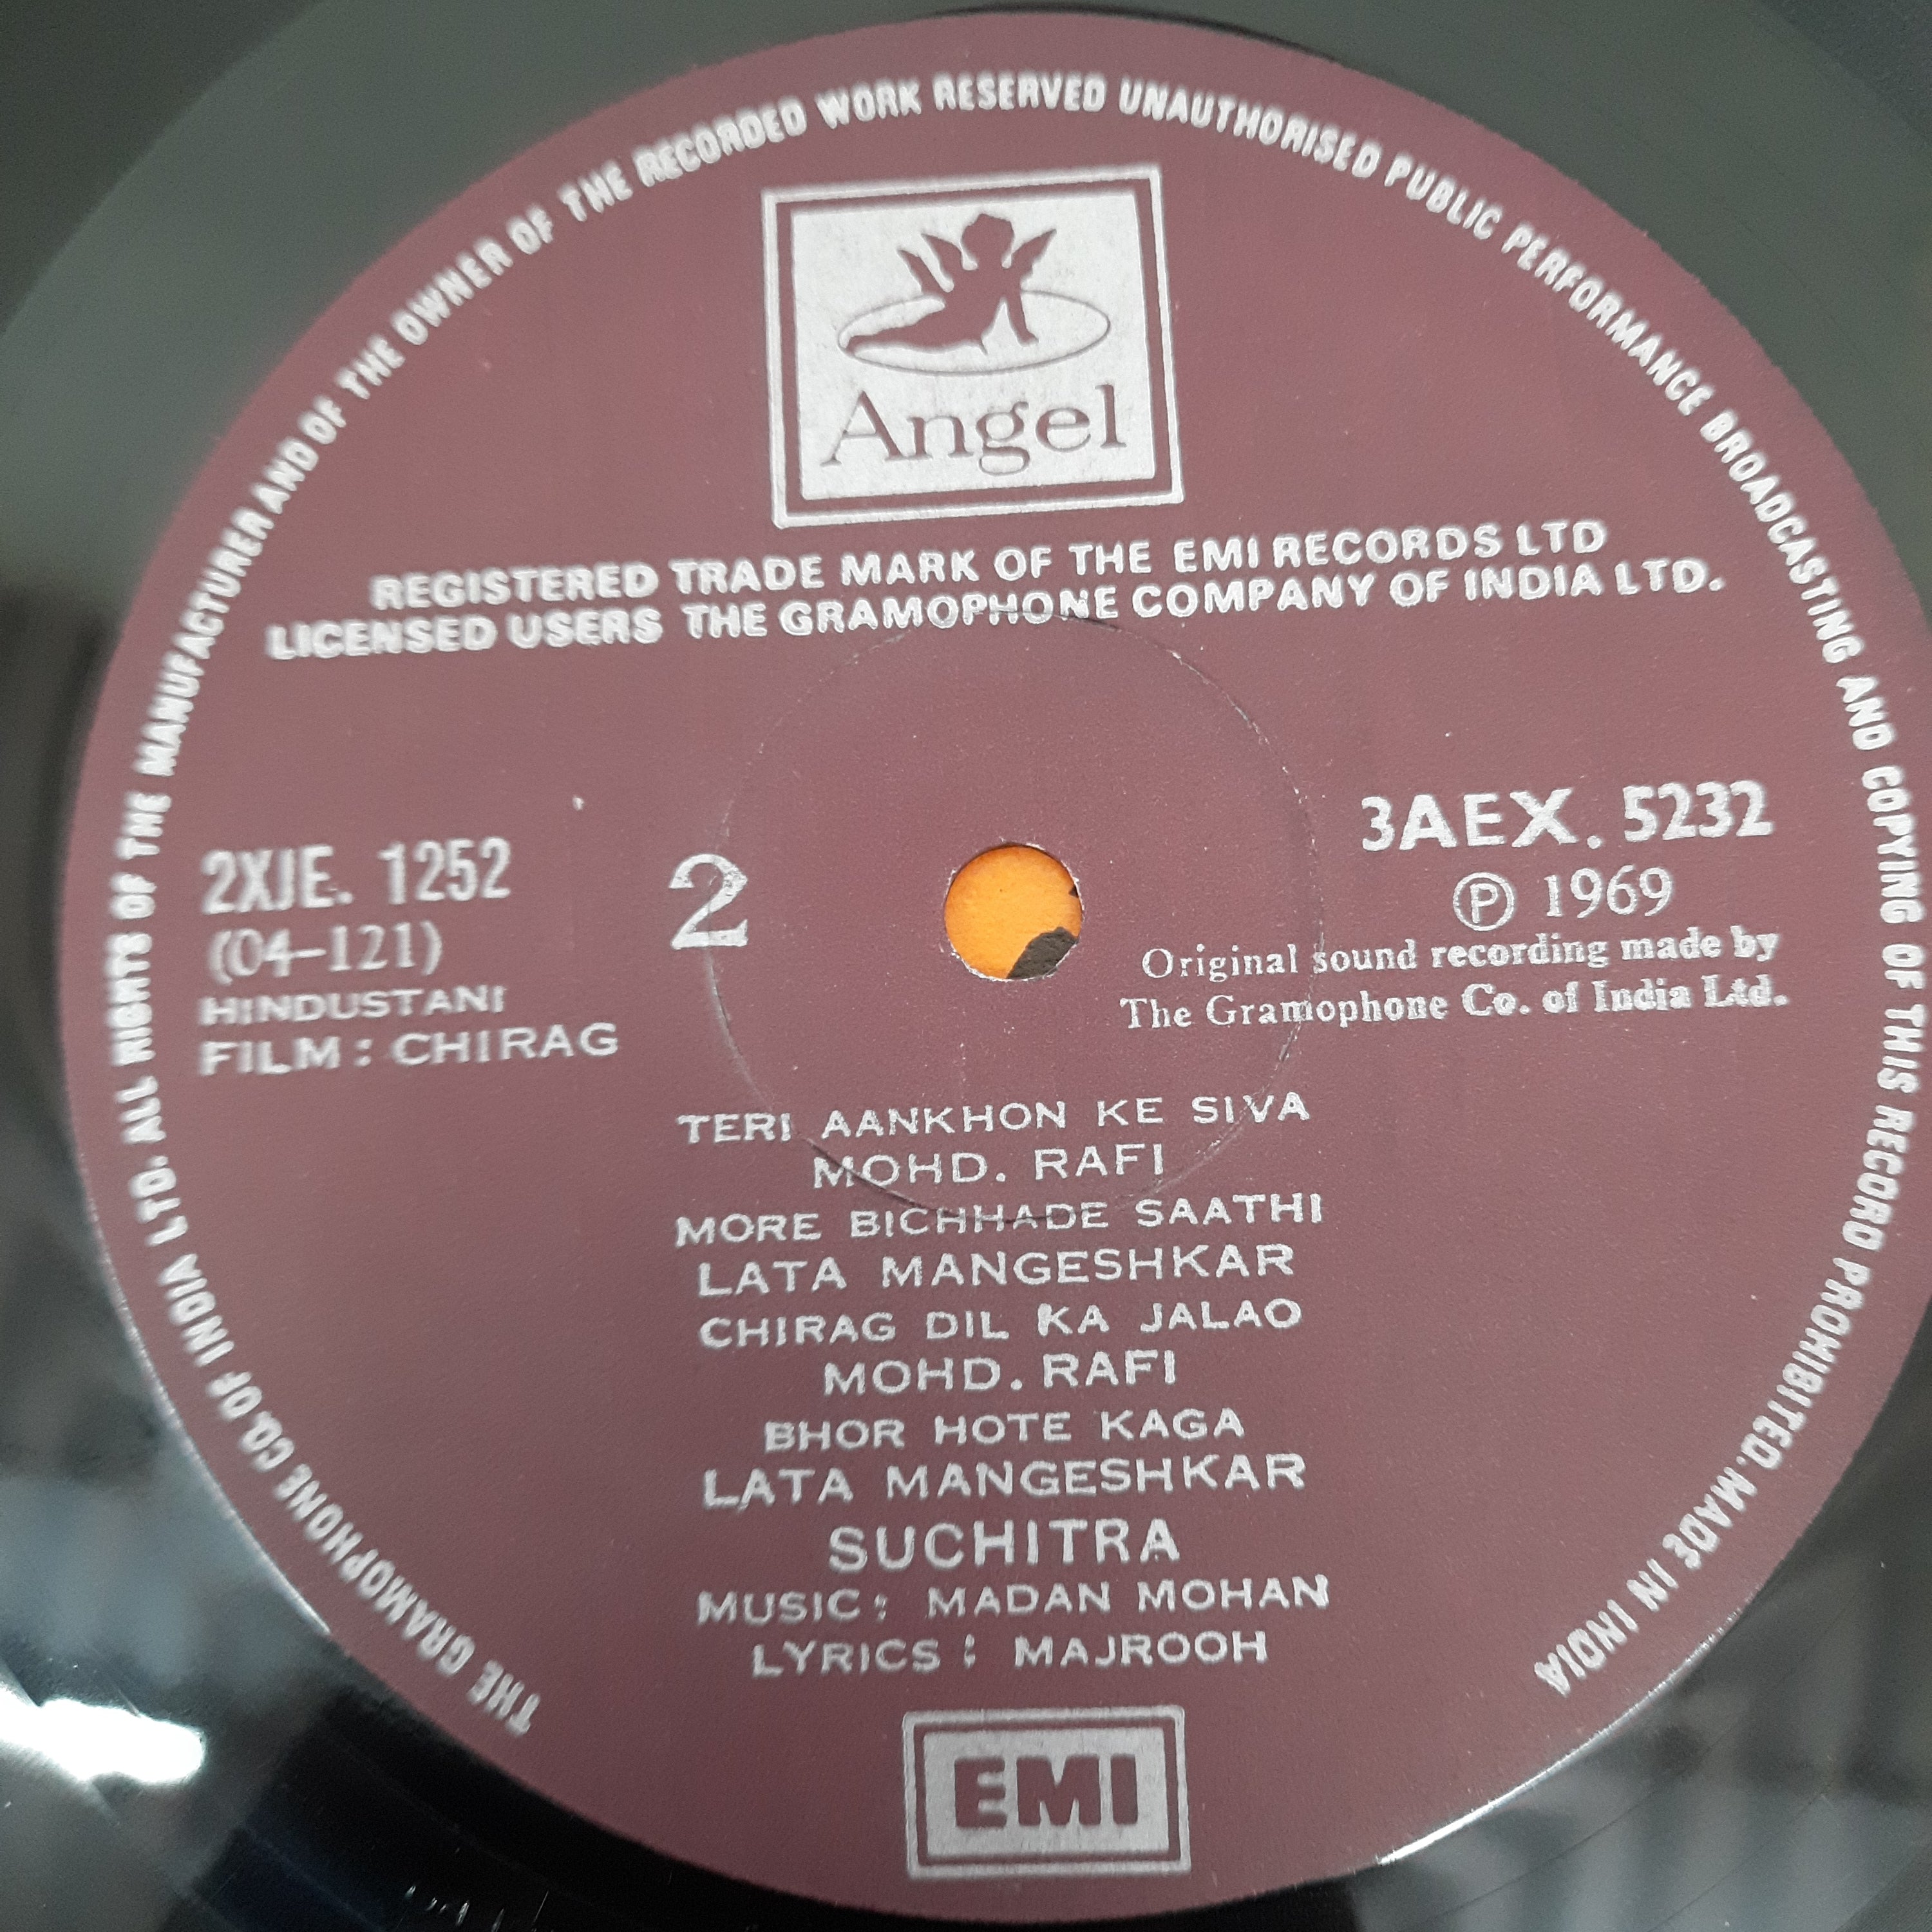 THE GRAMOPHONE CO. OF INDIA LTD. ALL RIGHTS OF THE MANUFACTURER AND OF THE OWNER OF THE RECORDED WORK RESERVED UNAUTHORISED PUBLIC PERFORMANCE BROADCASTING AND COPYING OF THIS RECORD PROHIBITED. MADE IN INDIA
Angel
REGISTERED TRADE MARK OF THE EMI RECORDS LTD
LICENSED USERS THE GRAMOPHONE COMPANY OF INDIA LTD.
2XJE. 1252
(04-121)
HINDUSTANI
FILM : CHIRAG
2
3AEX. 5232
℗ 1969
Original sound recording made by
The Gramophone Co. of India Ltd.
TERI AANKHON KE SIVA
MOHD. RAFI
MORE BICHHADE SAATHI
LATA MANGESHKAR
CHIRAG DIL KA JALAO
MOHD. RAFI
BHOR HOTE KAGA
LATA MANGESHKAR
SUCHITRA
MUSIC : MADAN MOHAN
LYRICS : MAJROOH
EMI